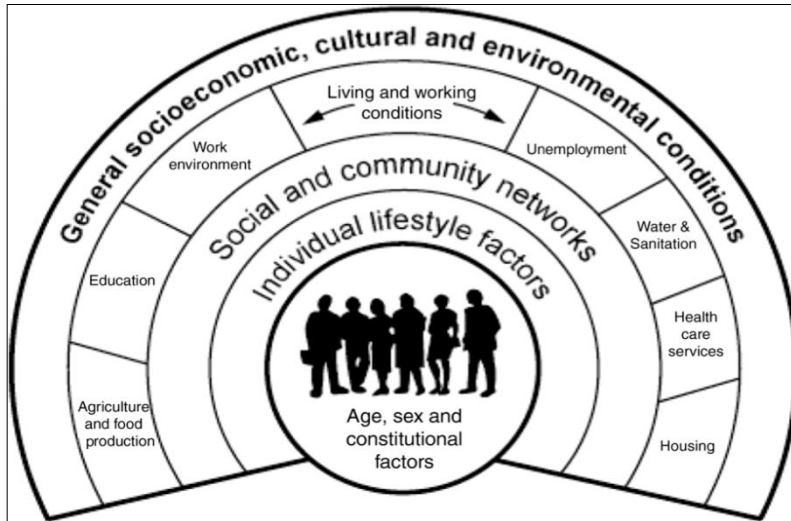 General socioeconomic, cultural and environmental conditions
Living and working
conditions
Work
environment
Unemployment
Education
Water &
Sanitation
Agriculture
and food
production
Health
care
services
Housing
Social and community networks
Individual lifestyle factors
Age, sex and
constitutional
factors